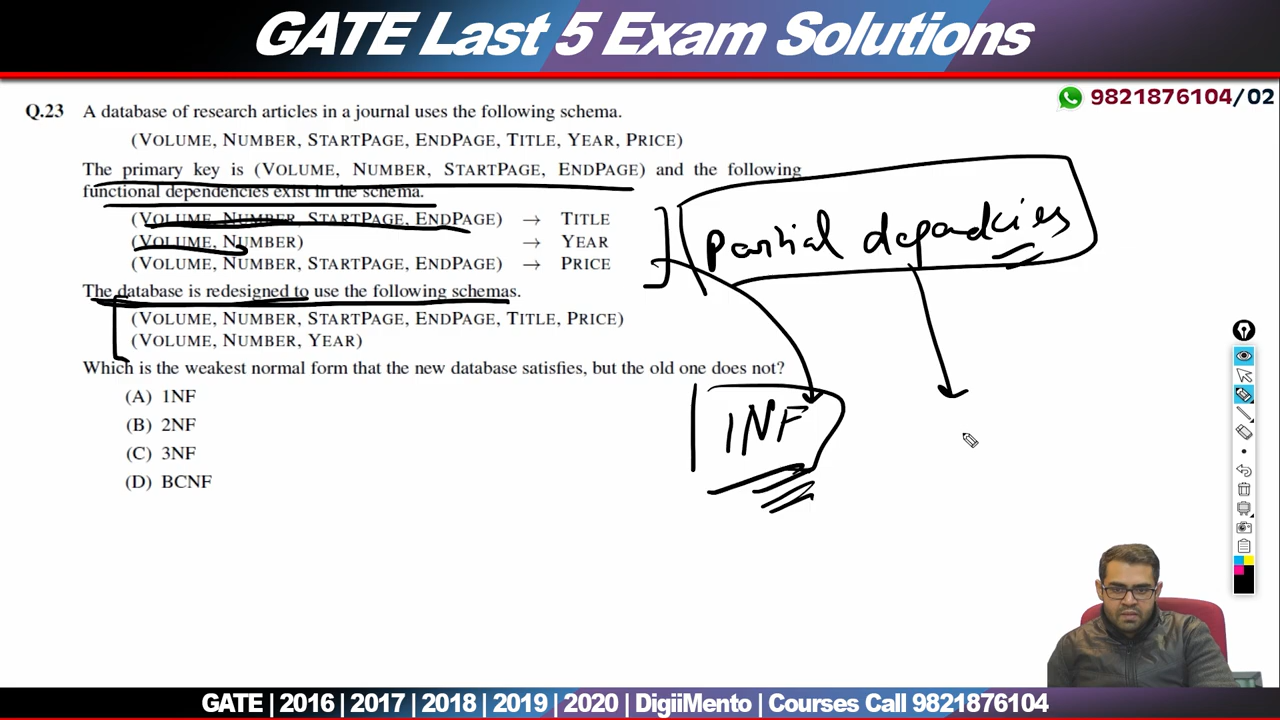 GATE Last 5 Exam Solutions
9821876104/02
Q.23 A database of research articles in a journal uses the following schema.
(VOLUME, NUMBER, STARTPAGE, ENDPAGE, TITLE, YEAR, PRICE)
The primary key is (VOLUME, NUMBER, STARTPAGE, ENDPAGE) and the following
functional dependencies exist in the schema.
(VOLUME, NUMBER, STARTPAGE, ENDPAGE) → TITLE
(VOLUME, NUMBER) → YEAR
(VOLUME, NUMBER, STARTPAGE, ENDPAGE) → PRICE
The database is redesigned to use the following schemas.
(VOLUME, NUMBER, STARTPAGE, ENDPAGE, TITLE, PRICE)
(VOLUME, NUMBER, YEAR)
Which is the weakest normal form that the new database satisfies, but the old one does not?
(A) 1NF
(B) 2NF
(C) 3NF
(D) BCNF
partial
1NF
GATE | 2016 | 2017 | 2018 | 2019 | 2020 | DigiiMento | Courses Call 9821876104